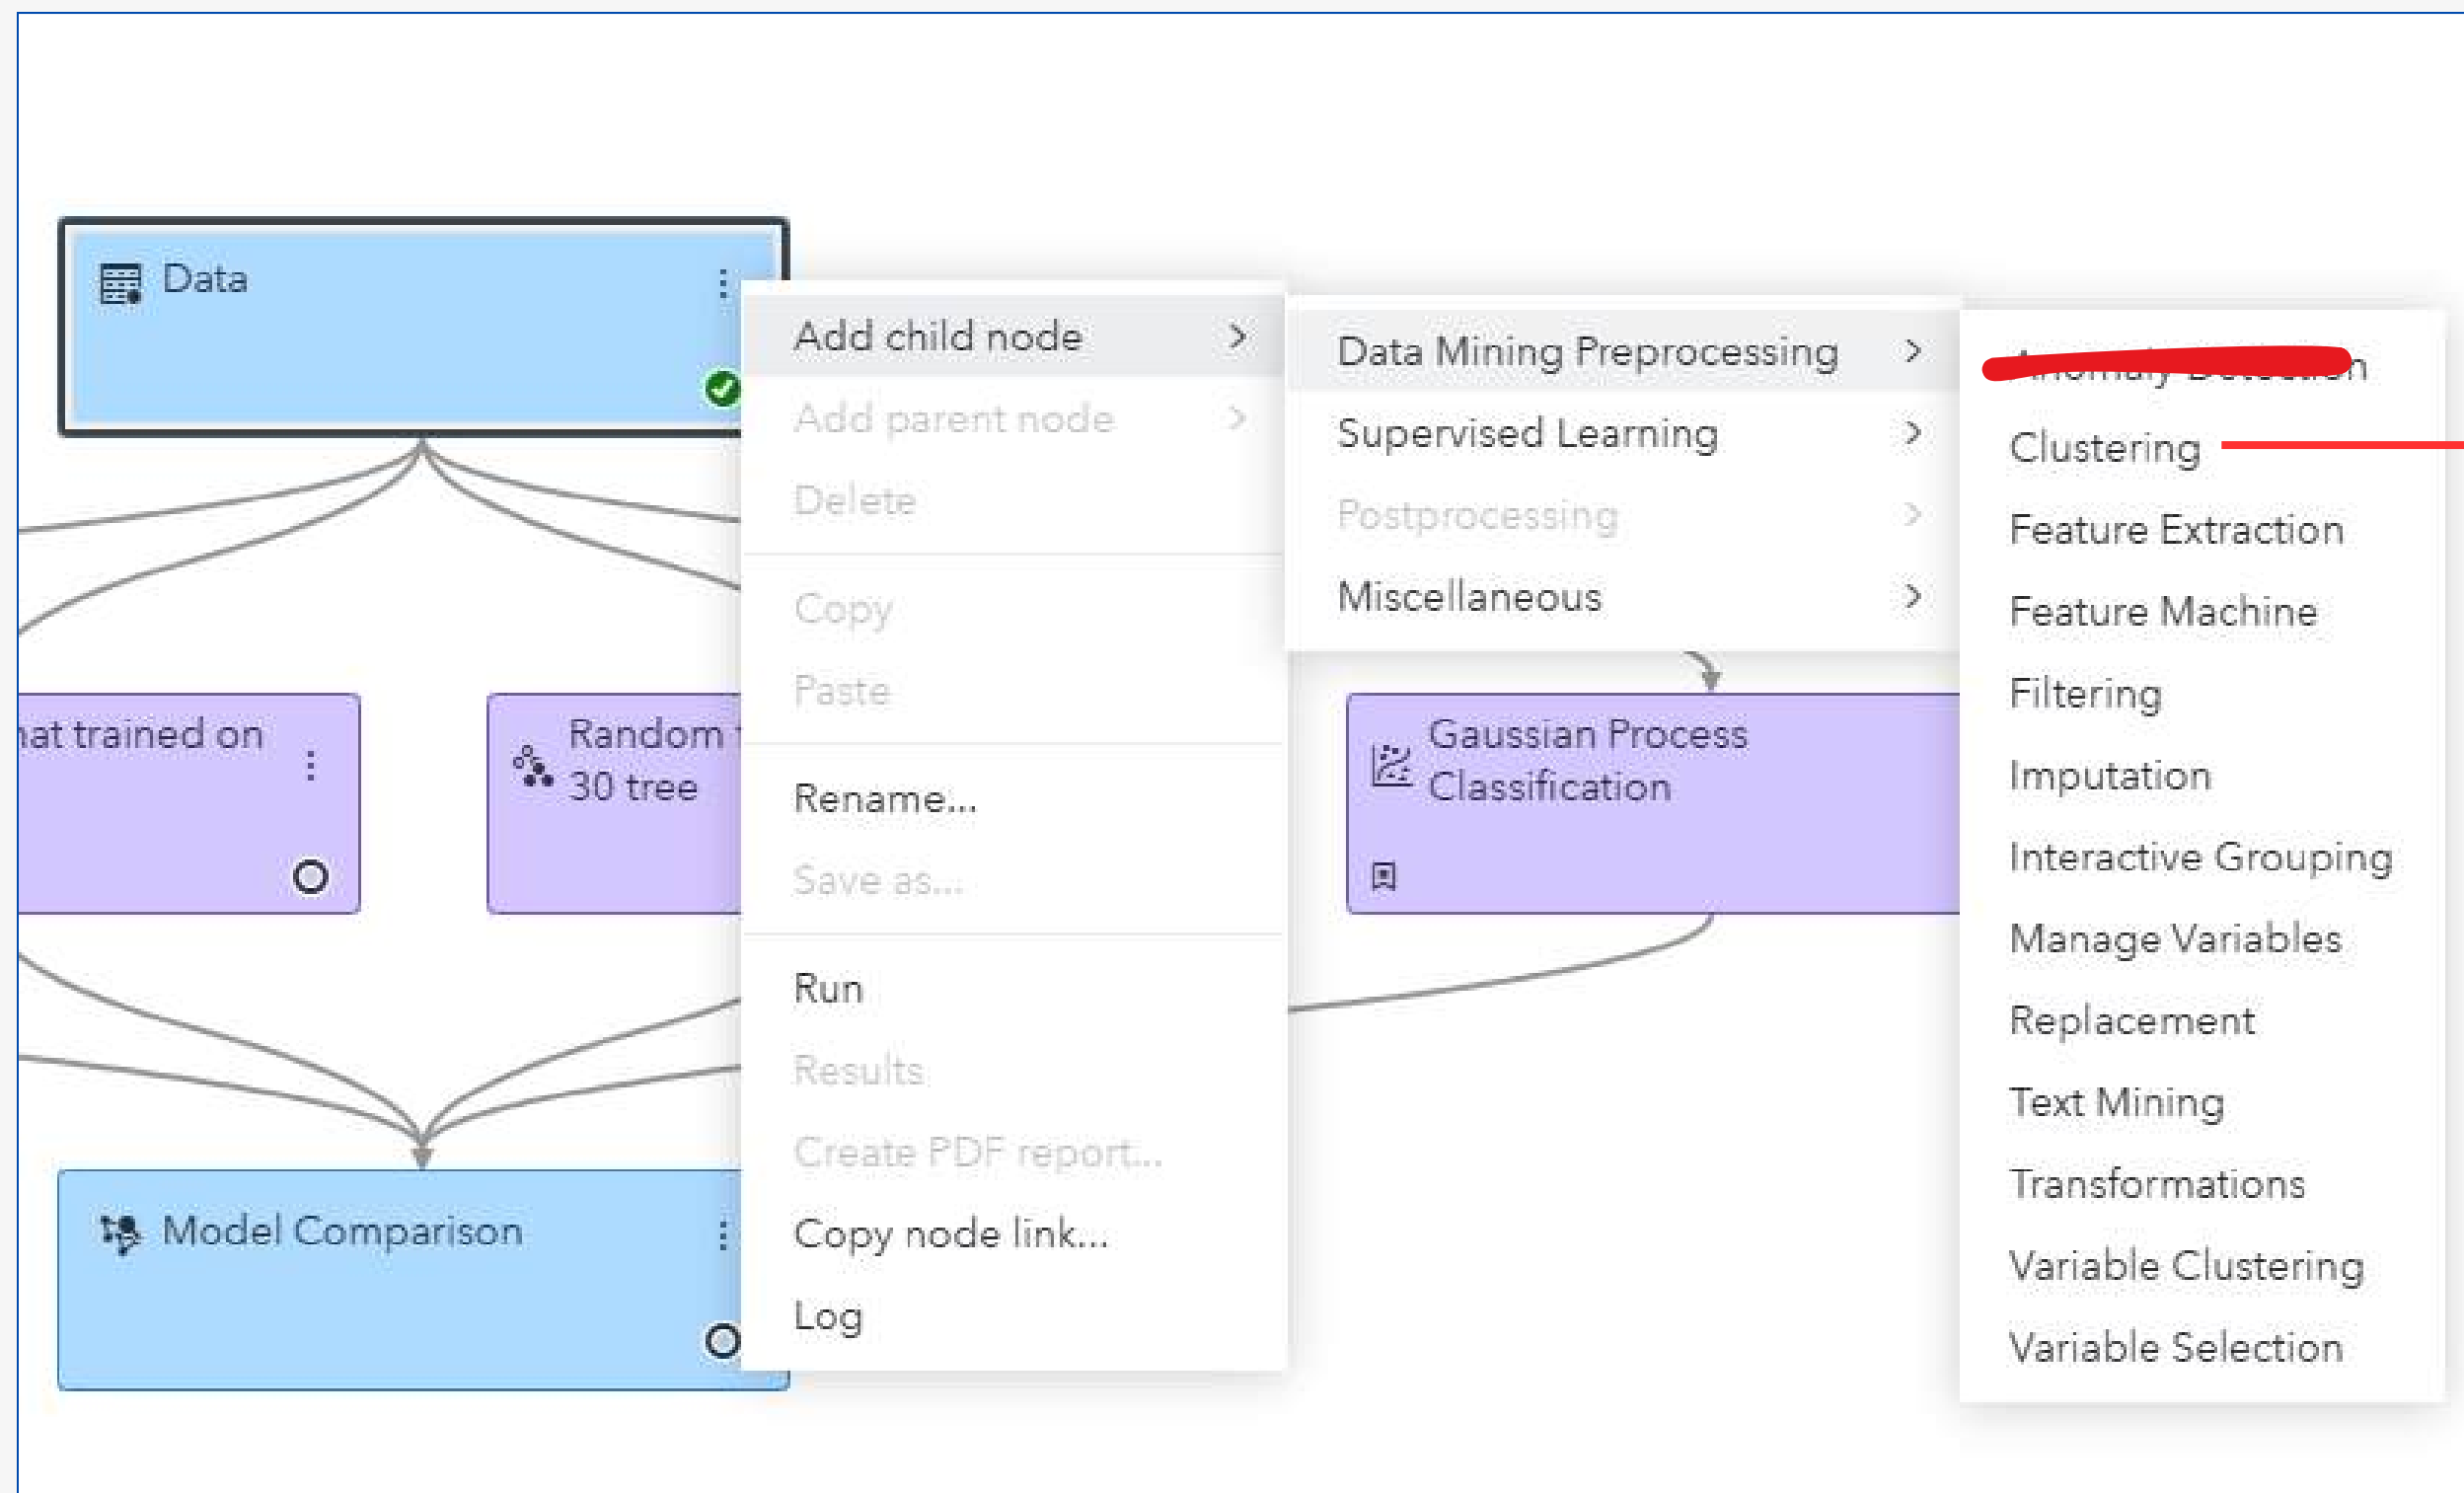 Data
Add child node
Add parent node
Delete
Copy
Paste
Rename...
Save as...
Run
Results
Create PDF report...
Copy node link...
Log
Data Mining Preprocessing
Supervised Learning
Postprocessing
Miscellaneous
Anomaly Detection
Clustering
Feature Extraction
Feature Machine
Filtering
Imputation
Interactive Grouping
Manage Variables
Replacement
Text Mining
Transformations
Variable Clustering
Variable Selection
trained on
Random
30 tree
Gaussian Process
Classification
Model Comparison